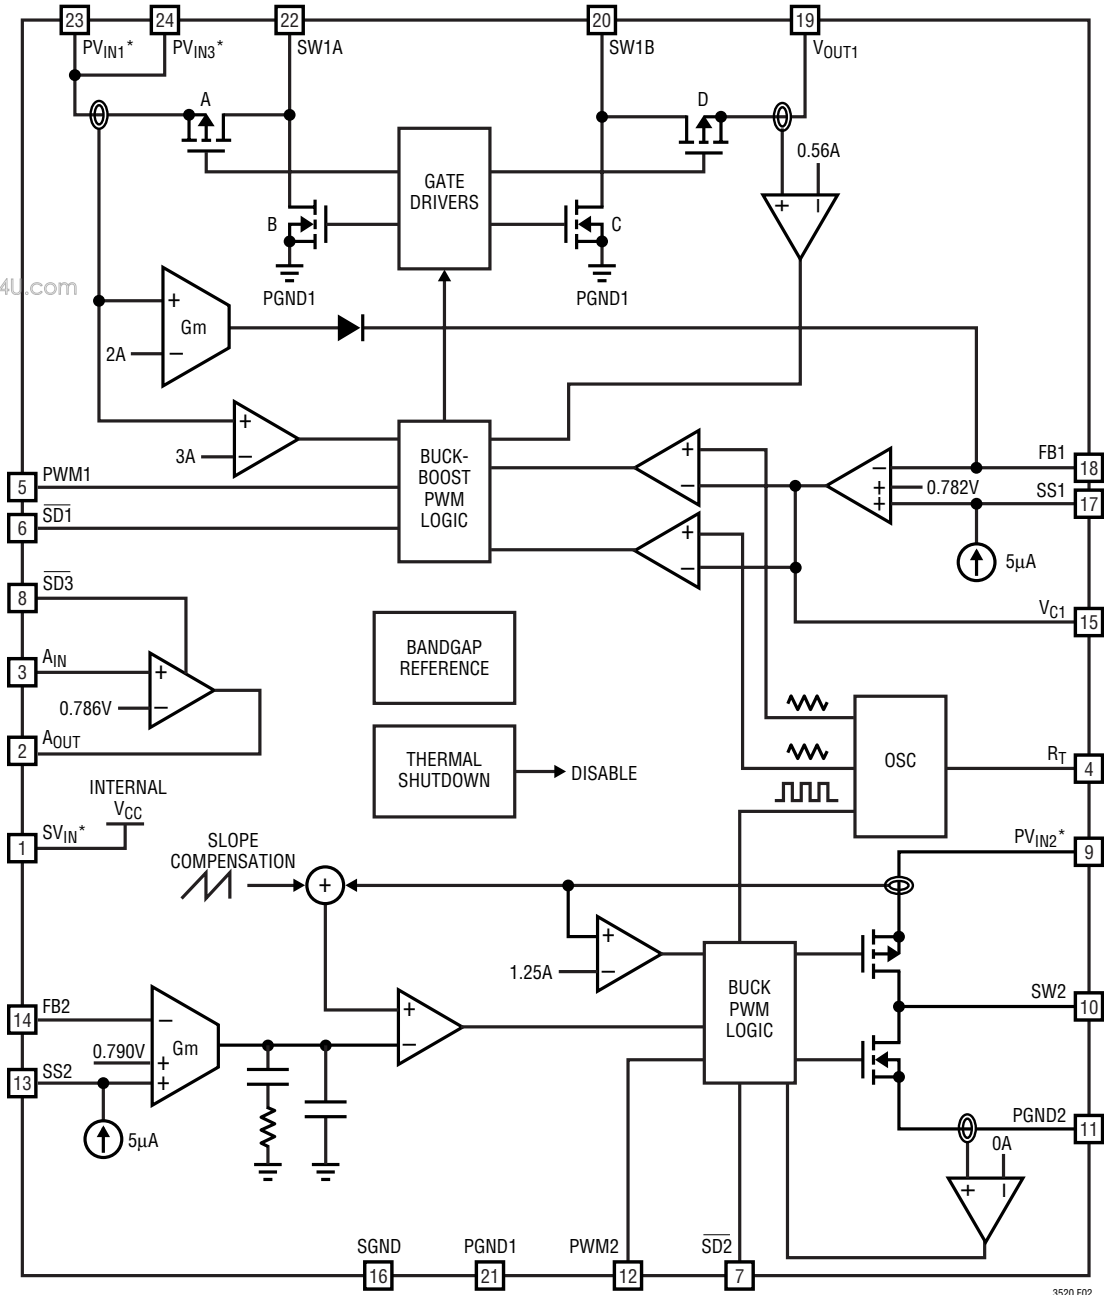 23
24
22
20
19
PVIN1*
PVIN3*
SW1A
SW1B
VOUT1
A
D
0.56A
GATE
DRIVERS
+
–
B
C
PGND1
PGND1
4U.com
+
Gm
2A
–
+
3A
–
BUCK-
BOOST
PWM
LOGIC
5
PWM1
6
SD1
+
–
+
–
–
+
0.782V
+
FB1
18
SS1
17
5µA
8
SD3
3
AIN
+
0.786V
–
2
AOUT
BANDGAP
REFERENCE
VC1
15
THERMAL
SHUTDOWN
DISABLE
OSC
RT
4
INTERNAL
VCC
1
SVIN*
SLOPE
COMPENSATION
+
PVIN2*
9
+
1.25A
–
BUCK
PWM
LOGIC
SW2
10
14
FB2
–
Gm
0.790V
+
13
SS2
+
+
–
5µA
PGND2
11
0A
+
–
SGND
PGND1
PWM2
SD2
16
21
12
7
3520 F02